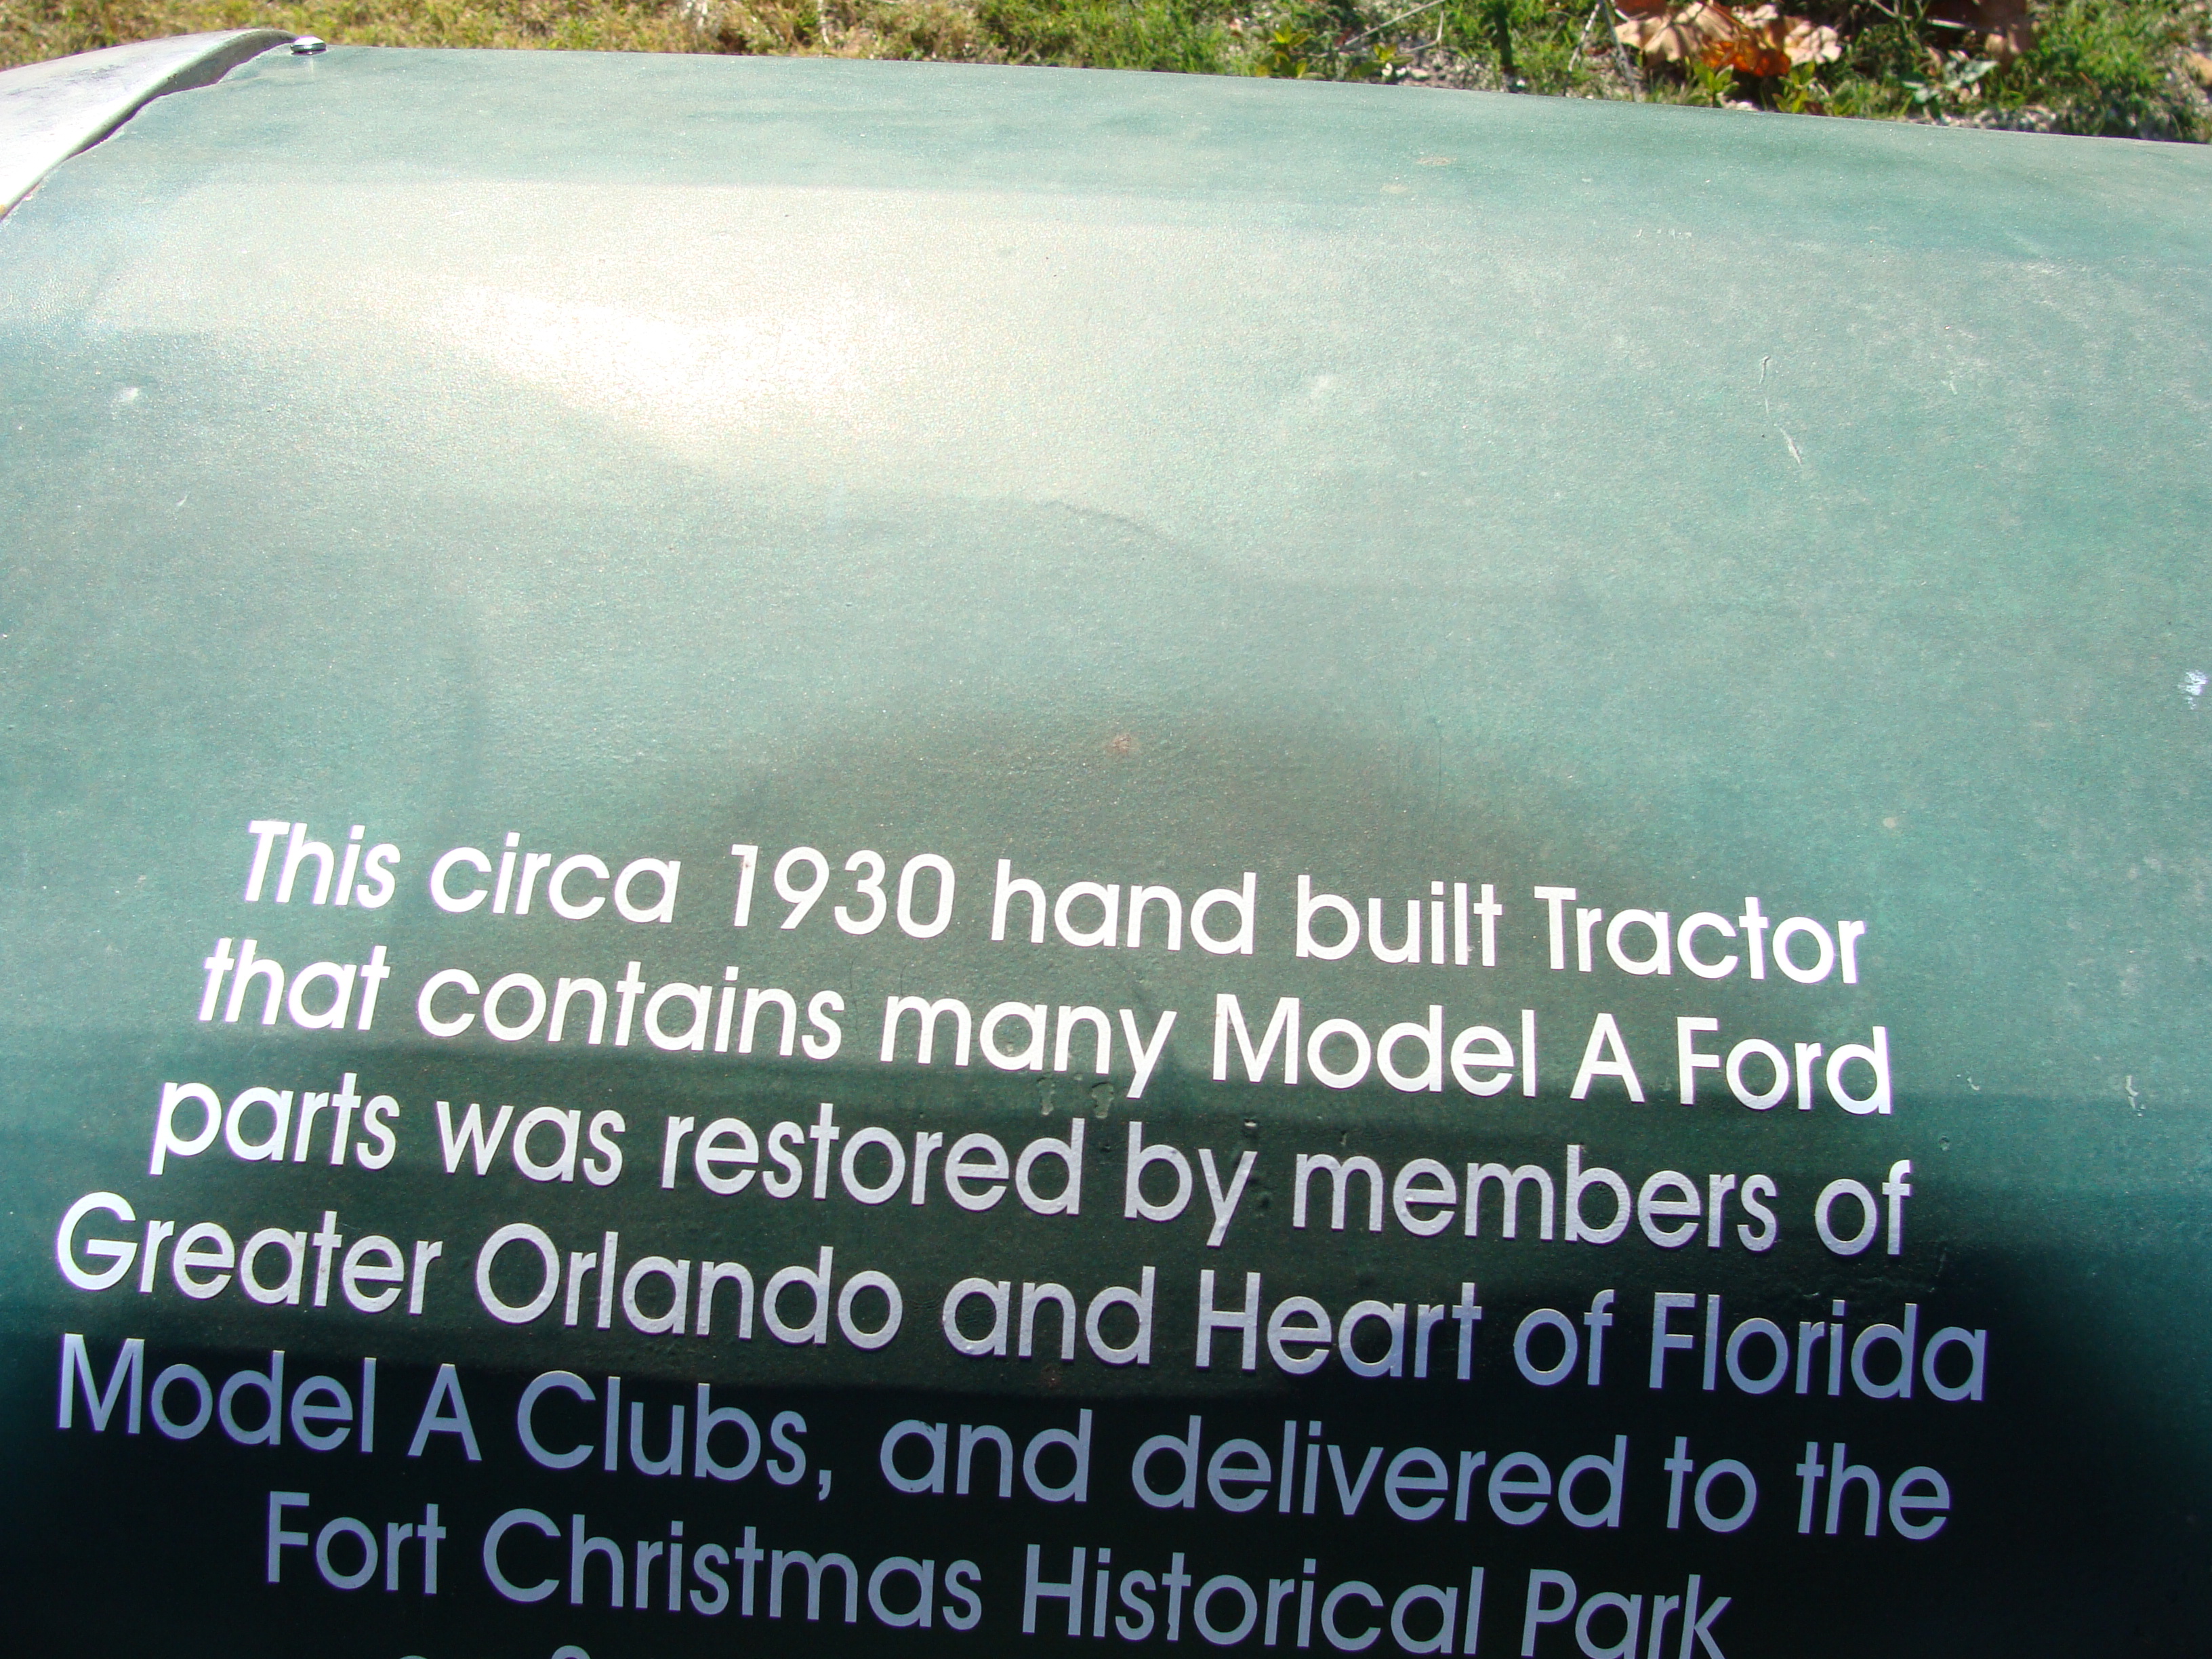 This circa 1930 hand built Tractor
that contains many Model A Ford
parts was restored by members of
Greater Orlando and Heart of Florida
Model A Clubs, and delivered to the
Fort Christmas Historical Park